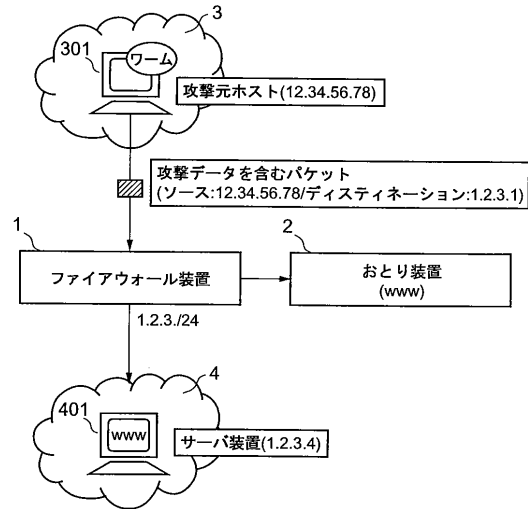 3
301
ワーム
攻撃元ホスト(12.34.56.78)
攻撃データを含むパケット
(ソース:12.34.56.78/ディスティネーション:1.2.3.1)
1
ファイアウォール装置
2
おとり装置
(www)
1.2.3./24
4
401
www
サーバ装置(1.2.3.4)